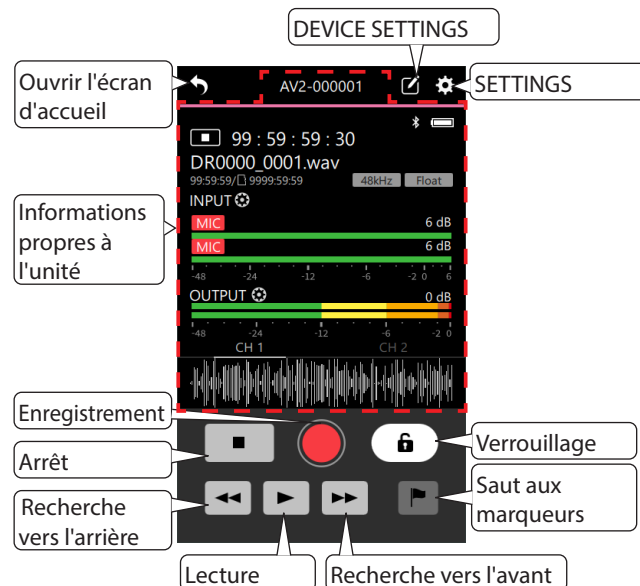 DEVICE SETTINGS
Ouvrir l'écran
d'accueil
AV2-000001
SETTINGS
99 : 59 : 59 : 30
DR0000_0001.wav
99:59:59/ 9999:59:59
48kHz
Float
INPUT
Informations
propres à
l'unité
MIC
6 dB
MIC
6 dB
-48 -24 -12 -6 -2 0 6
OUTPUT
0 dB
-48 -24 -12 -6 -2 0
CH 1
CH 2
Enregistrement
Arrêt
Verrouillage
Recherche
vers l'arrière
Saut aux
marqueurs
Lecture
Recherche vers l'avant